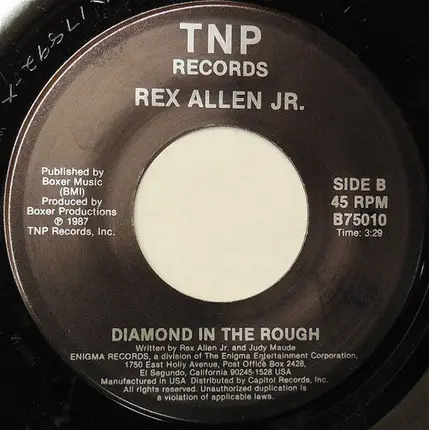 TNP
RECORDS
REX ALLEN JR.
Published by
Boxer Music
(BMI)
Produced by
Boxer Productions
℗ 1987
TNP Records, Inc.
SIDE B
45 RPM
B75010
Time: 3:29
DIAMOND IN THE ROUGH
Written by Rex Allen Jr. and Judy Maude
ENIGMA RECORDS, a division of The Enigma Entertainment Corporation,
1750 East Holly Avenue, Post Office Box 2428,
El Segundo, California 90245-1528 USA
Manufactured in USA Distributed by Capitol Records, Inc.
All rights reserved. Unauthorized duplication is
a violation of applicable laws.